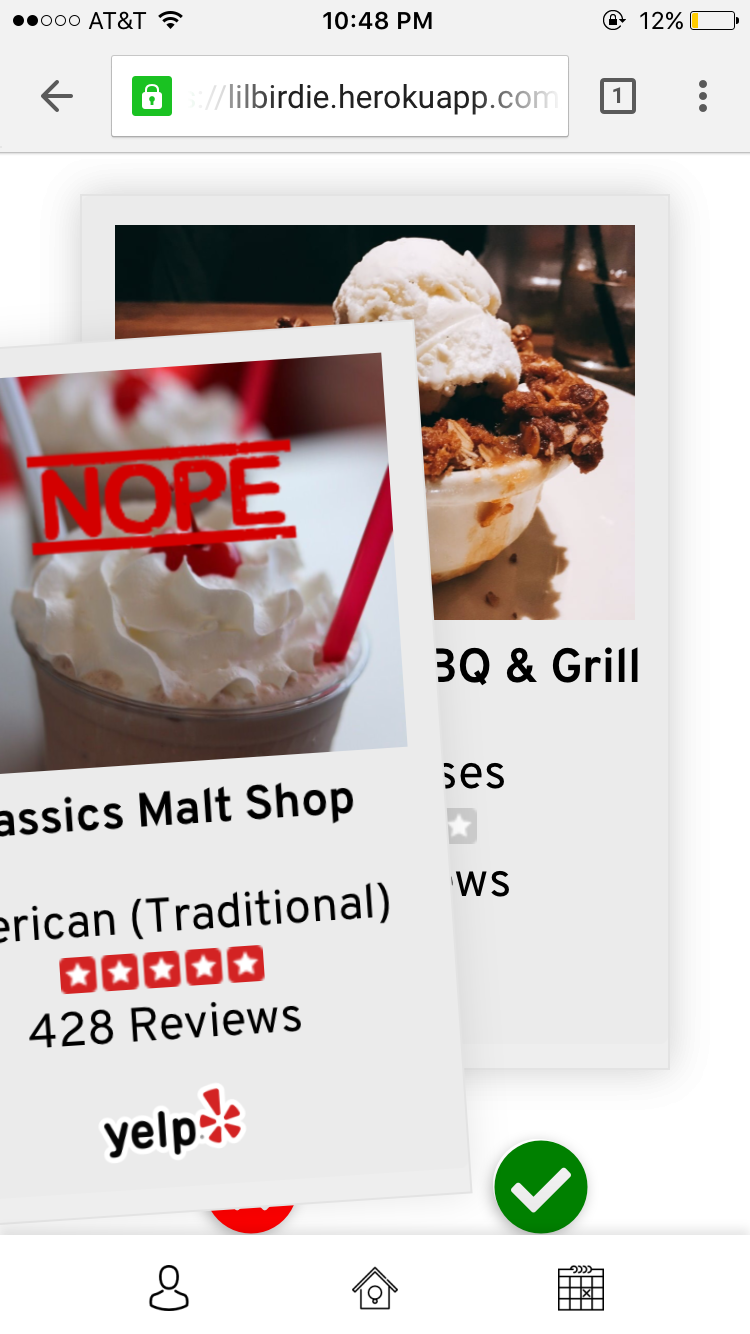 AT&T 10:48 PM 12%
://lilbirdie.herokuapp.com
1
NOPE
BQ & Grill
assics Malt Shop
ses
erican (Traditional)
ws
428 Reviews
yelp